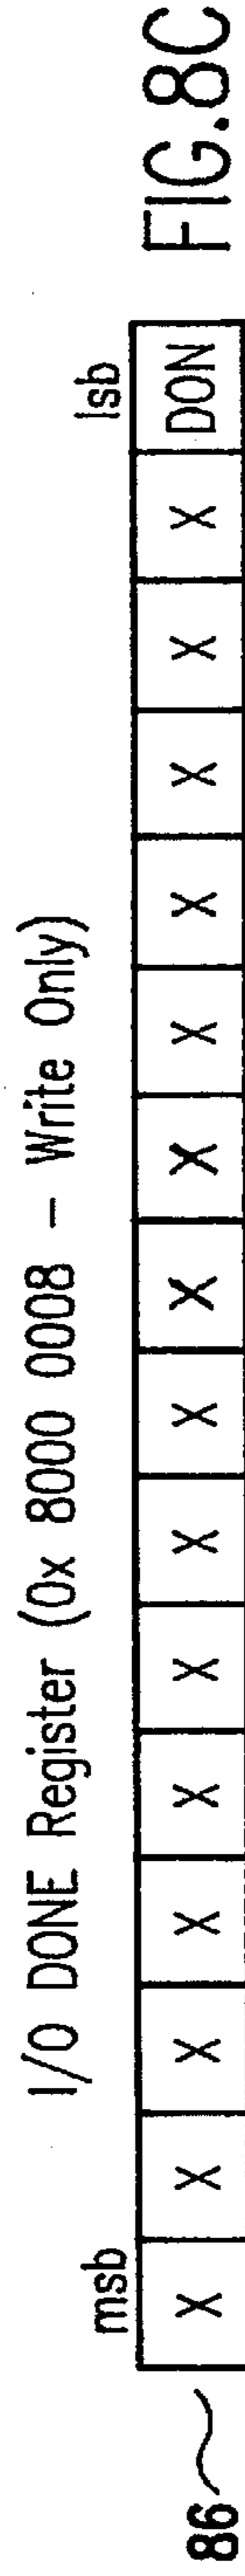 I/O DONE Register (0x 8000 0008 – Write Only)
msb lsb
86 X X X X X X X X X X X X X X X DON
FIG.8C